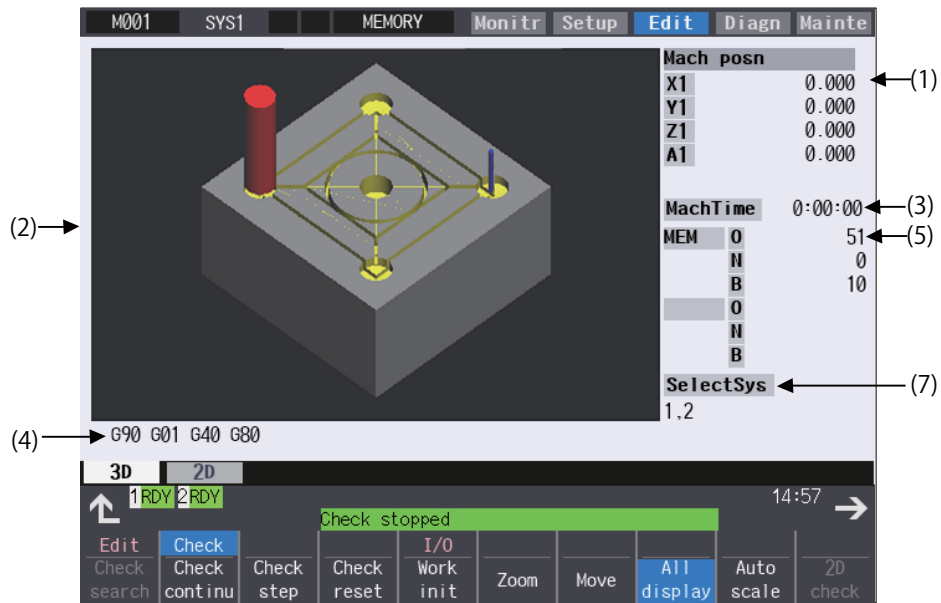 M001 SYS1 MEMORY Monitr Setup Edit Diagn Mainte
Mach posn
X1 0.000
(1)
Y1 0.000
Z1 0.000
A1 0.000
(2)
MachTime 0:00:00
(3)
MEM O 51
(5)
N 0
B 10
O
N
B
SelectSys
(7)
1,2
(4)
G90 G01 G40 G80
3D 2D
1 RDY 2 RDY
14:57
Check stopped
Edit Check I/O
Check search
Check continu
Check step
Check reset
Work init
Zoom
Move
All display
Auto scale
2D check